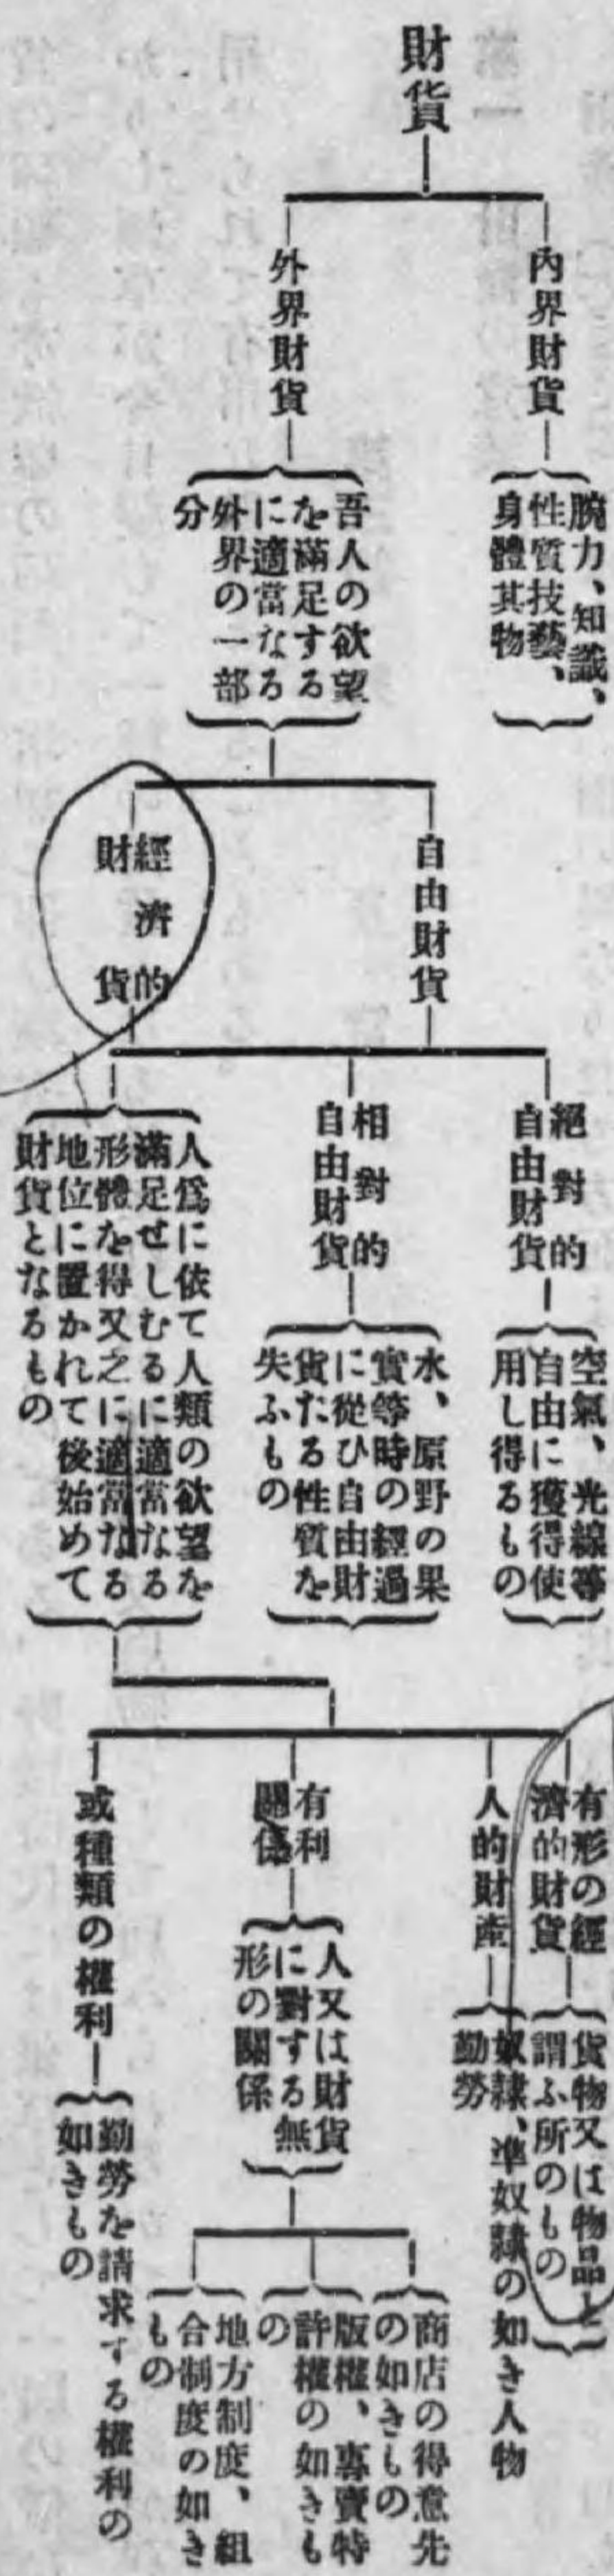 財貨
內界財貨
腕力、知識、
性質技藝、
身體其物
外界財貨
吾人の欲望
を滿足する
に適當なる
外界の一部
分
自由財貨
絕對的
自由財貨
空氣、光線等
自由に獲得使
用し得るもの
相對的
自由財貨
水、原野の果
實等時の經過
に從ひ自由財
貨たる性質を
失ふもの
經濟的
財貨
人爲に依て人類の欲望を
滿足せしむるに適當なる
形體を得又之に適當なる
地位に置かれて後始めて
財貨となるもの
有形の經
濟的財貨
貨物又は物品と
謂ふ所のもの
人的財產
奴隷、準奴隷の如き人物
勤勞
有利
關係
人又は財貨
に對する無
形の關係
商店の得意先
の如きもの
版權、專賣特
許權の如きも
の
地方制度、組
合制度の如き
もの
或種類の權利
勤勞を請求する權利の
如きもの